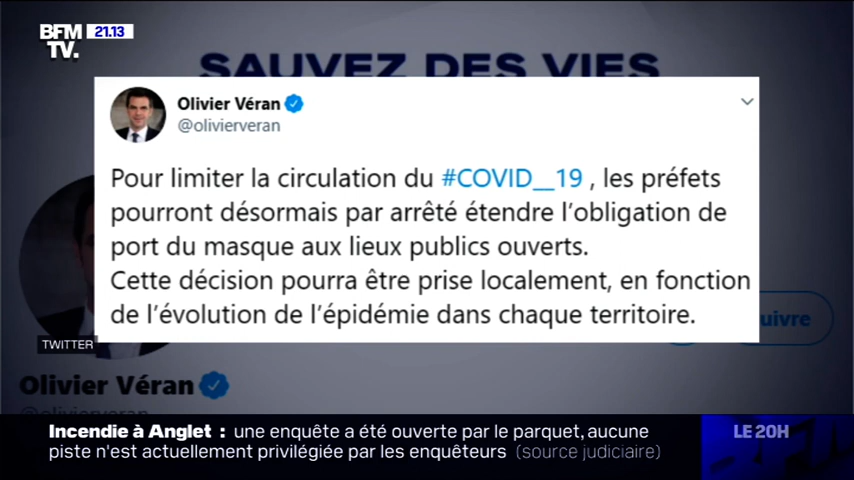 BFM
TV.
21.13
SAUVEZ DES VIES
Olivier Véran
@olivierveran
Pour limiter la circulation du #COVID__19 , les préfets
pourront désormais par arrêté étendre l'obligation de
port du masque aux lieux publics ouverts.
Cette décision pourra être prise localement, en fonction
de l'évolution de l'épidémie dans chaque territoire.
uivre
TWITTER
Olivier Véran
@olivierveran
Incendie à Anglet : une enquête a été ouverte par le parquet, aucune
piste n'est actuellement privilégiée par les enquêteurs (source judiciaire)
LE 20H